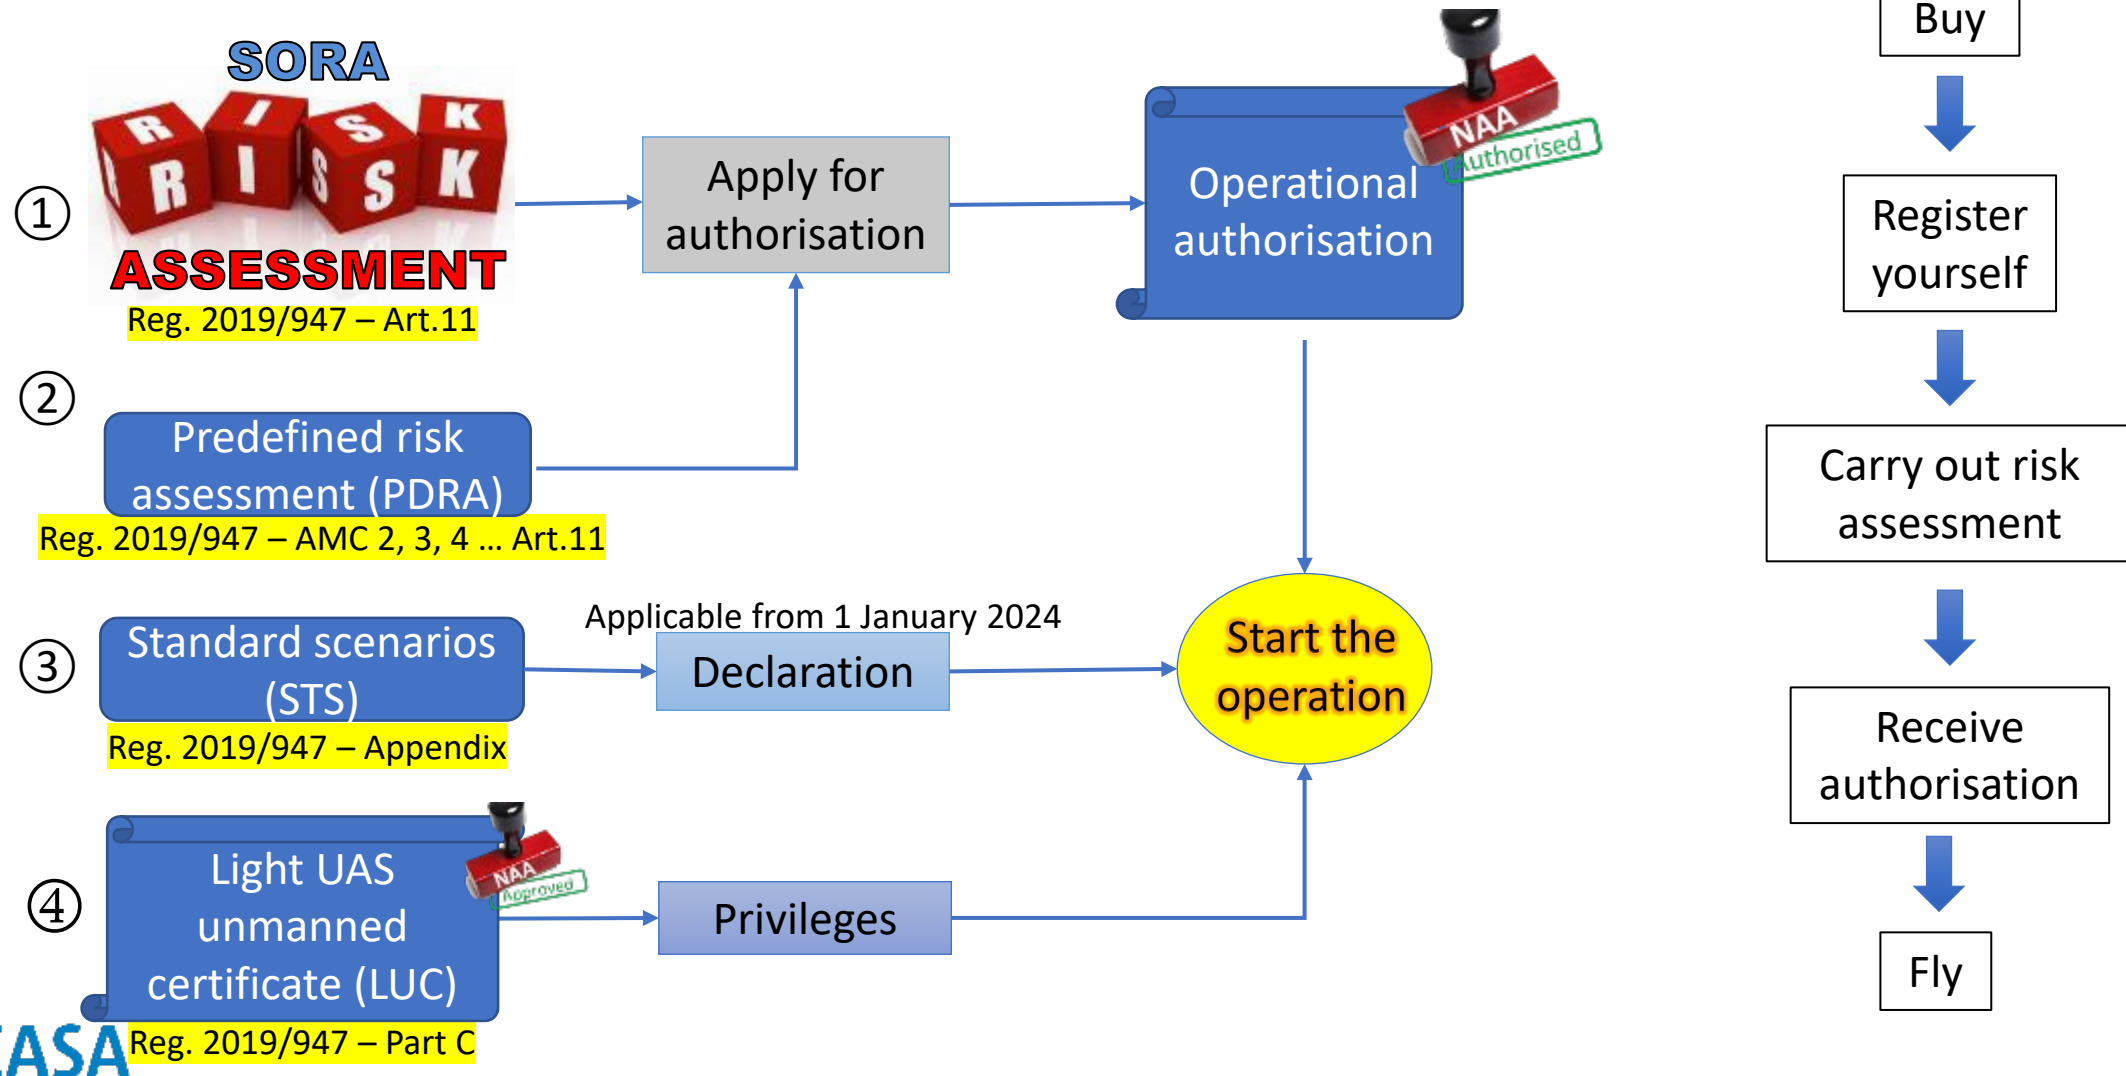 SORA
R I S K
R I S S K
ASSESSMENT
Reg. 2019/947 – Art.11
①
Apply for
authorisation
Operational
authorisation
NAA
Authorised
②
Predefined risk
assessment (PDRA)
Reg. 2019/947 – AMC 2, 3, 4 ... Art.11
③
Standard scenarios
(STS)
Reg. 2019/947 – Appendix
Applicable from 1 January 2024
Declaration
Start the
operation
④
Light UAS
unmanned
certificate (LUC)
NAA
Approved
Reg. 2019/947 – Part C
Privileges
EASA
Buy
Register
yourself
Carry out risk
assessment
Receive
authorisation
Fly